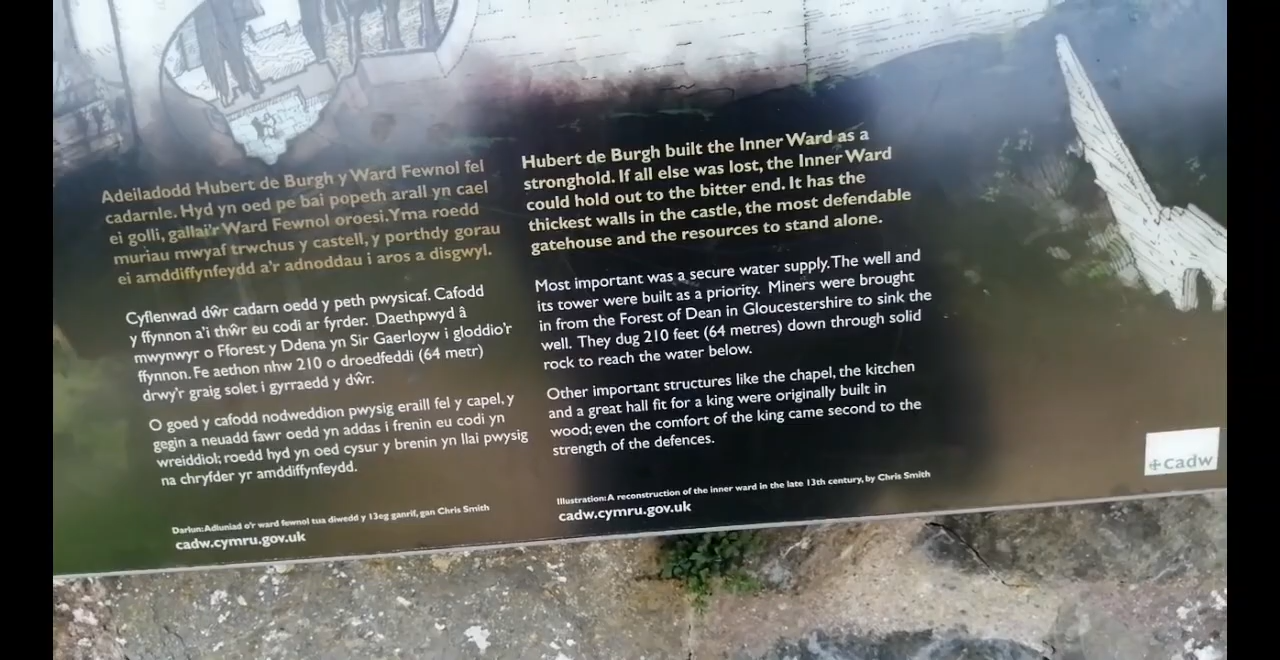 Adeiladodd Hubert de Burgh y Ward Fewnol fel
cadarnle. Hyd yn oed pe bai popeth arall yn cael
ei golli, gallai'r Ward Fewnol oroesi. Yma roedd
muriau mwyaf trwchus y castell, y porthdy gorau
ei amddiffynfeydd a'r adnoddau i aros a disgwyl.
Cyflenwad dŵr cadarn oedd y peth pwysicaf. Cafodd
y ffynnon a'i thŵr eu codi ar fyrder. Daethpwyd â
mwynwyr o Fforest y Ddena yn Sir Gaerloyw i gloddio'r
ffynnon. Fe aethon nhw 210 o droedfeddi (64 metr)
drwy'r graig solet i gyrraedd y dŵr.
O goed y cafodd nodweddion pwysig eraill fel y capel, y
gegin a neuadd fawr oedd yn addas i frenin eu codi yn
wreiddiol; roedd hyd yn oed cysur y brenin yn llai pwysig
na chryfder yr amddiffynfeydd.
Darlun: Adluniad o'r ward fewnol tua diwedd y 13eg ganrif, gan Chris Smith
cadw.cymru.gov.uk
Hubert de Burgh built the Inner Ward as a
stronghold. If all else was lost, the Inner Ward
could hold out to the bitter end. It has the
thickest walls in the castle, the most defendable
gatehouse and the resources to stand alone.
Most important was a secure water supply. The well and
its tower were built as a priority. Miners were brought
in from the Forest of Dean in Gloucestershire to sink the
well. They dug 210 feet (64 metres) down through solid
rock to reach the water below.
Other important structures like the chapel, the kitchen
and a great hall fit for a king were originally built in
wood; even the comfort of the king came second to the
strength of the defences.
Illustration: A reconstruction of the inner ward in the late 13th century, by Chris Smith
cadw.cymru.gov.uk
cadw